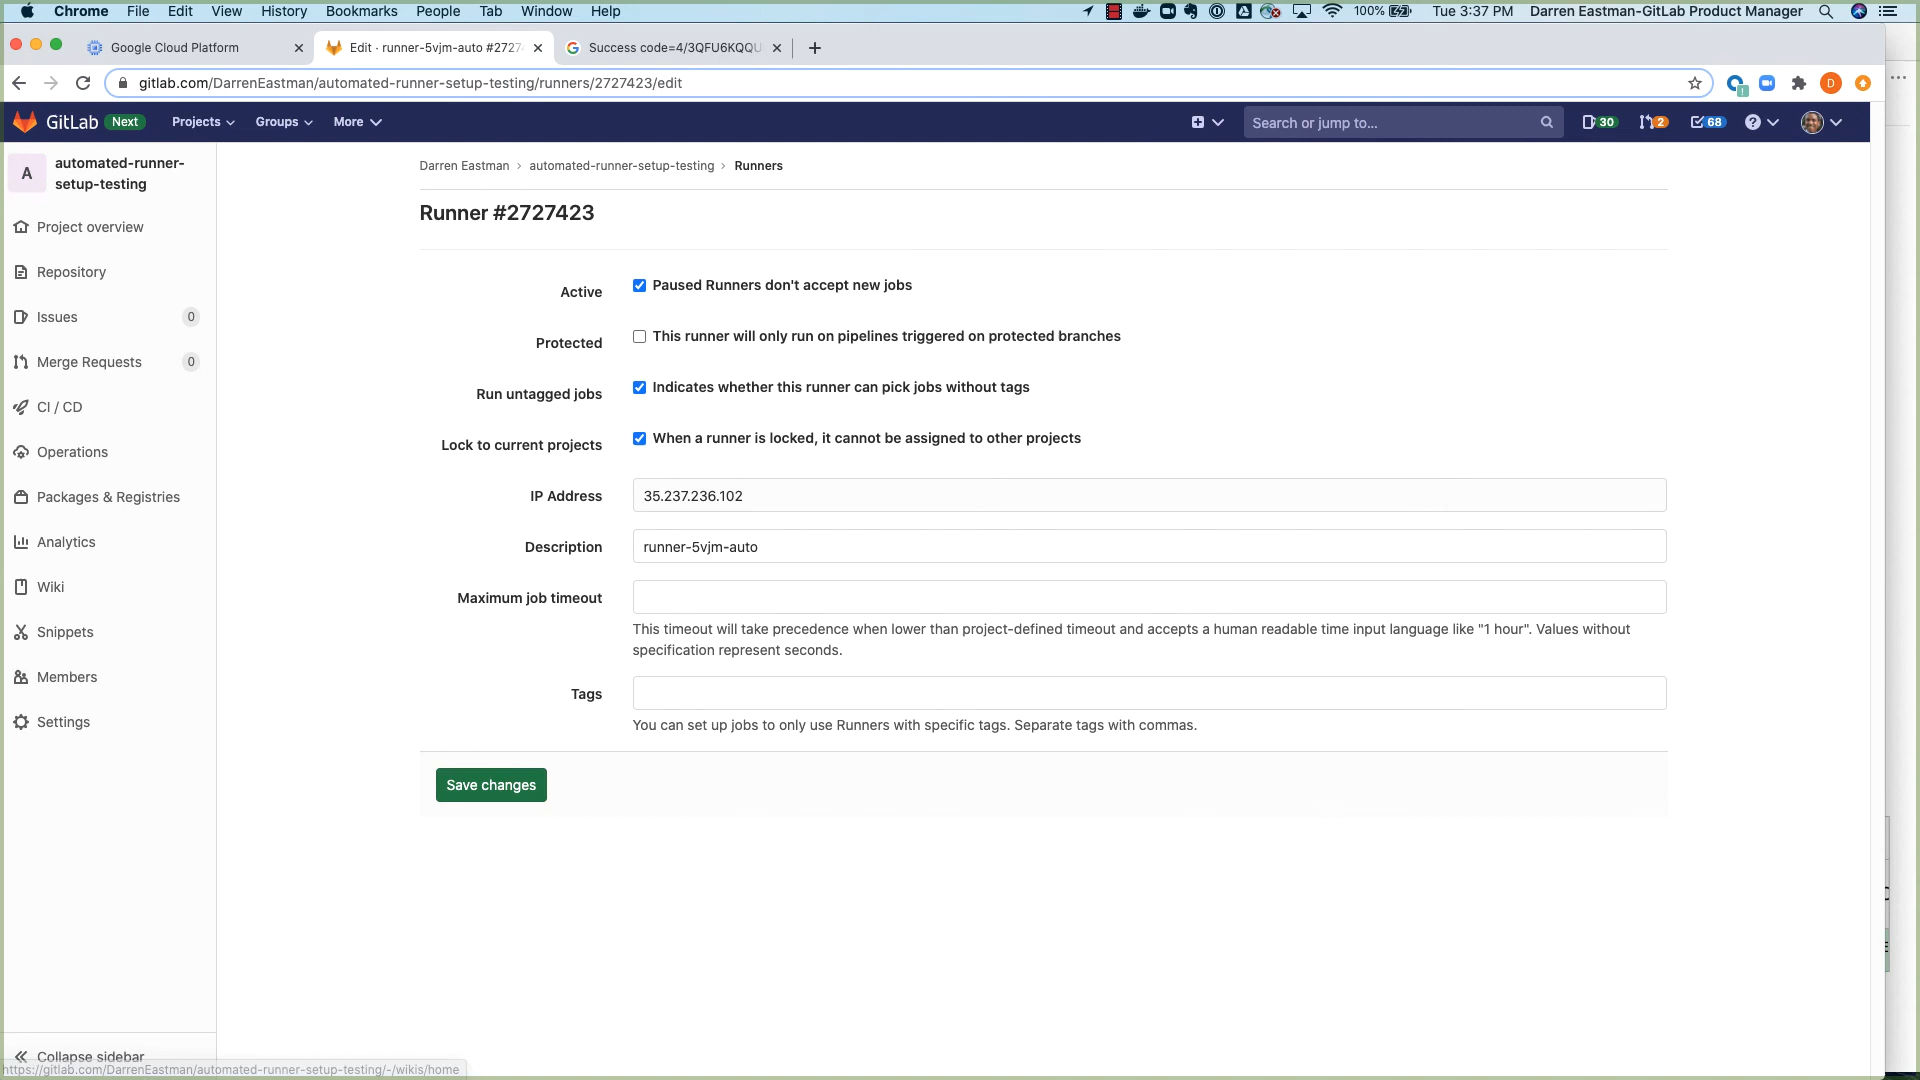 Chrome File Edit View History Bookmarks People Tab Window Help
100% Tue 3:37 PM Darren Eastman-GitLab Product Manager
Google Cloud Platform
Edit · runner-5vjm-auto #2727
Success code=4/3QFU6KQQU
gitlab.com/DarrenEastman/automated-runner-setup-testing/runners/2727423/edit
D
GitLab Next Projects Groups More Search or jump to... 30 2 68
A automated-runner-
setup-testing
Project overview
Repository
Issues 0
Merge Requests 0
CI / CD
Operations
Packages & Registries
Analytics
Wiki
Snippets
Members
Settings
Collapse sidebar
https://gitlab.com/DarrenEastman/automated-runner-setup-testing/-/wikis/home
Darren Eastman › automated-runner-setup-testing › Runners
Runner #2727423
Active Paused Runners don't accept new jobs
Protected This runner will only run on pipelines triggered on protected branches
Run untagged jobs Indicates whether this runner can pick jobs without tags
Lock to current projects When a runner is locked, it cannot be assigned to other projects
IP Address 35.237.236.102
Description runner-5vjm-auto
Maximum job timeout
This timeout will take precedence when lower than project-defined timeout and accepts a human readable time input language like "1 hour". Values without
specification represent seconds.
Tags
You can set up jobs to only use Runners with specific tags. Separate tags with commas.
Save changes